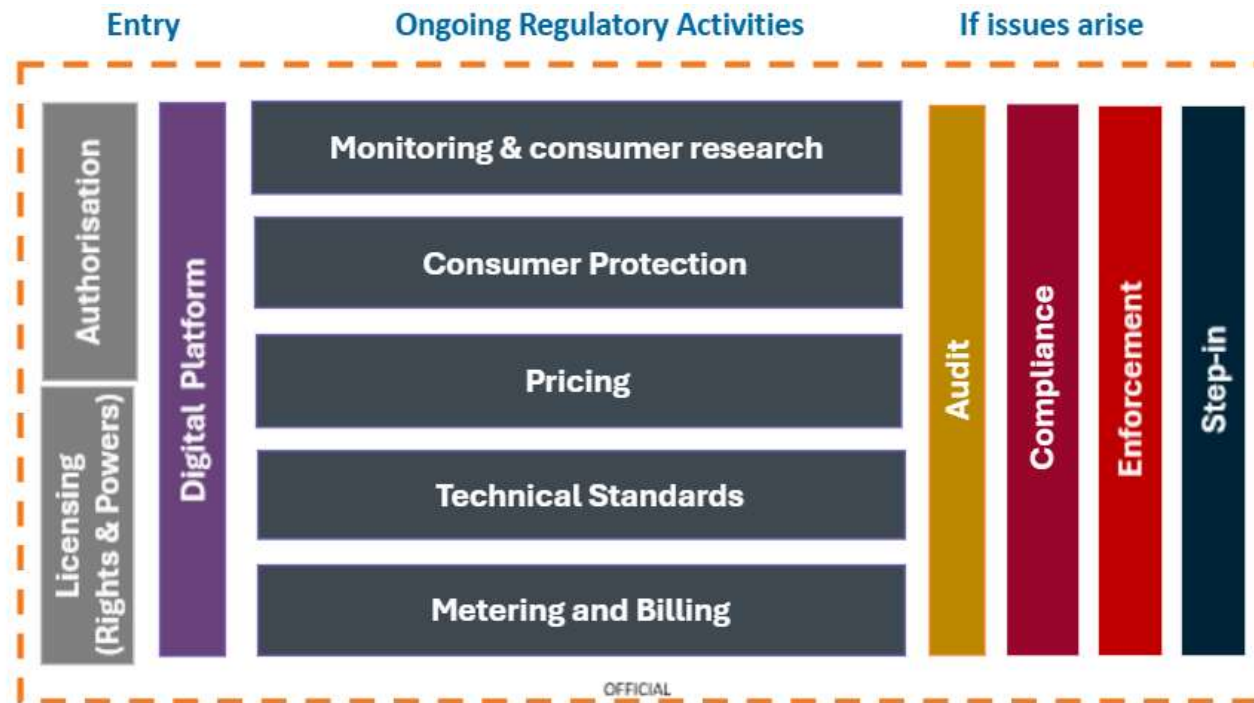 Entry
Ongoing Regulatory Activities
If issues arise
Authorisation
Licensing
(Rights & Powers)
Digital Platform
Monitoring & consumer research
Consumer Protection
Pricing
Technical Standards
Metering and Billing
Audit
Compliance
Enforcement
Step-in
OFFICIAL